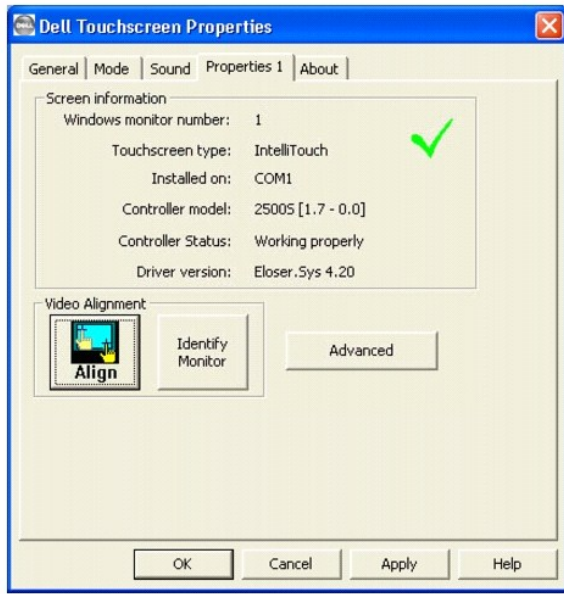 DELL Dell Touchscreen Properties
General Mode Sound Properties 1 About
Screen information
Windows monitor number: 1
Touchscreen type: IntelliTouch
Installed on: COM1
Controller model: 2500S [1.7 - 0.0]
Controller Status: Working properly
Driver version: Eloser.Sys 4.20
Video Alignment
Align
Identify
Monitor
Advanced
OK Cancel Apply Help